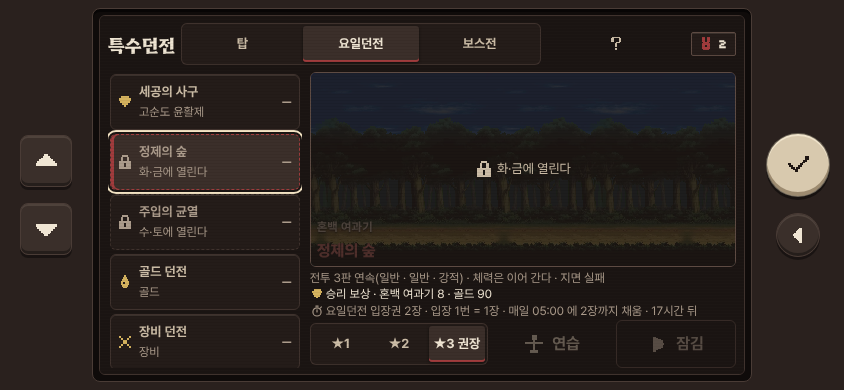 특수던전
탑
요일던전
보스전
?
2
세공의 사구
고순도 윤활제
–
정제의 숲
화·금에 열린다
–
주입의 균열
수·토에 열린다
–
골드 던전
골드
–
장비 던전
장비
–
화·금에 열린다
혼백 여과기
정제의 숲
전투 3판 연속(일반 · 일반 · 강적) · 체력은 이어 간다 · 지면 실패
승리 보상 · 혼백 여과기 8 · 골드 90
요일던전 입장권 2장 · 입장 1번 = 1장 · 매일 05:00 에 2장까지 채움 · 17시간 뒤
★1
★2
★3 권장
연습
잠김